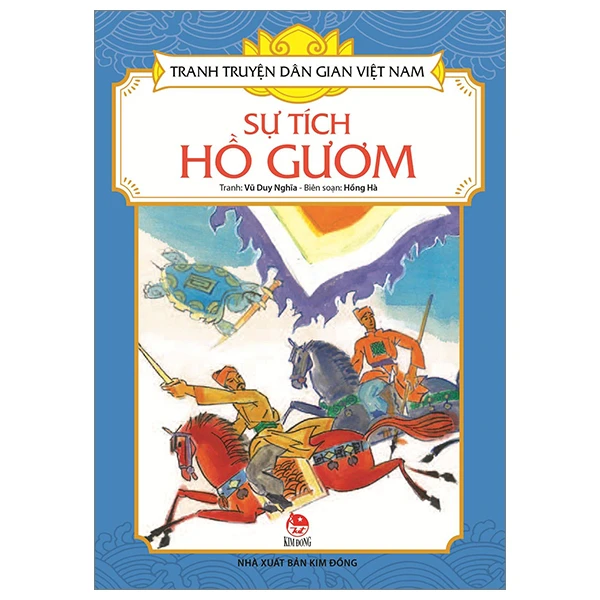 TRANH TRUYỆN DÂN GIAN VIỆT NAM
SỰ TÍCH
HỒ GƯƠM
Tranh: Vũ Duy Nghĩa - Biên soạn: Hồng Hà
KIM ĐỒNG
NHÀ XUẤT BẢN KIM ĐỒNG